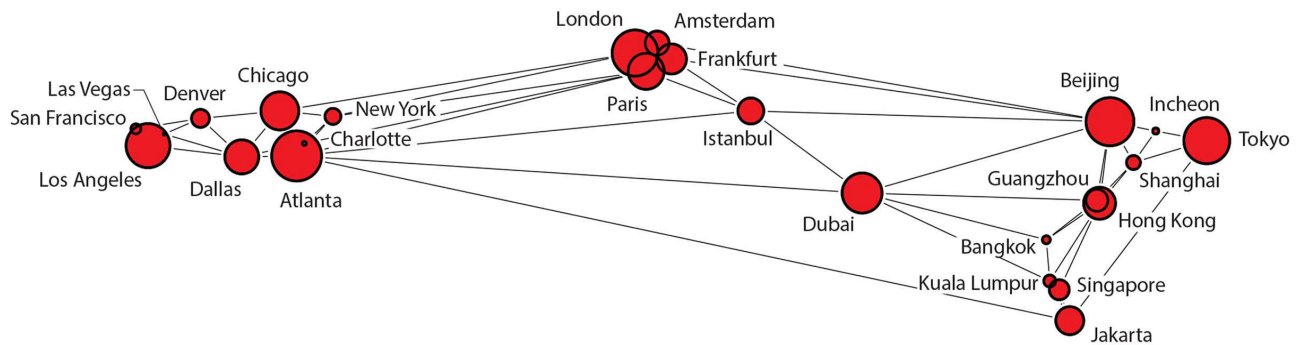 London
Amsterdam
Frankfurt
Paris
Chicago
Las Vegas
Denver
San Francisco
New York
Charlotte
Los Angeles
Dallas
Atlanta
Istanbul
Beijing
Incheon
Tokyo
Shanghai
Guangzhou
Hong Kong
Dubai
Bangkok
Kuala Lumpur
Singapore
Jakarta